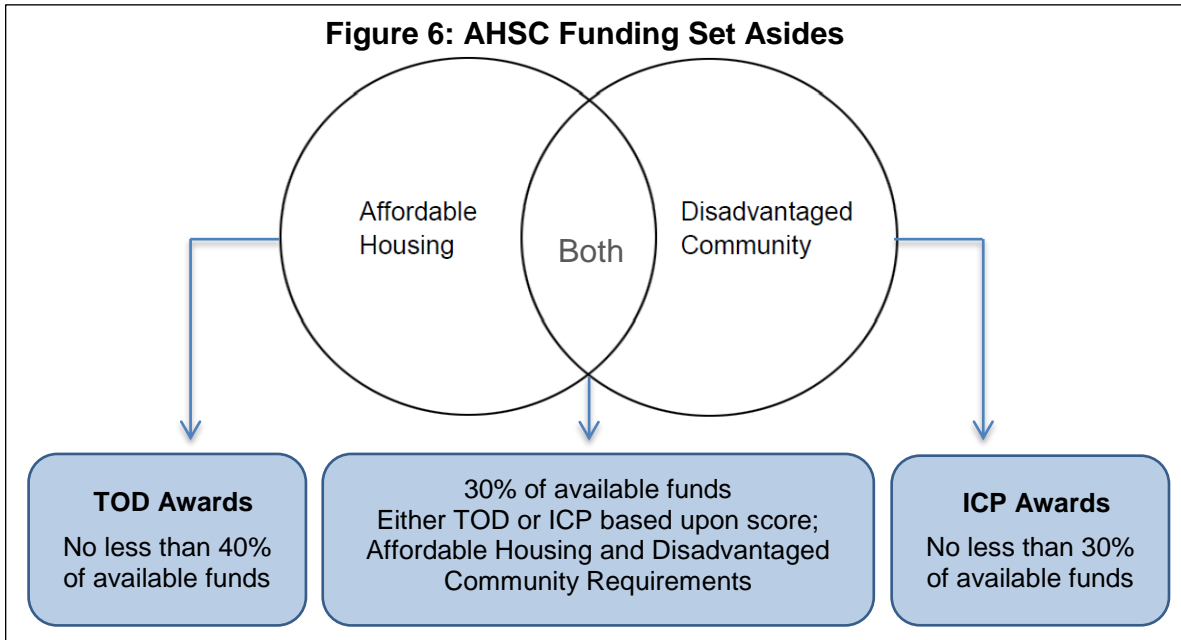 Figure 6: AHSC Funding Set Asides
Affordable
Housing
Both
Disadvantaged
Community
TOD Awards
No less than 40%
of available funds
30% of available funds
Either TOD or ICP based upon score;
Affordable Housing and Disadvantaged
Community Requirements
ICP Awards
No less than 30%
of available funds